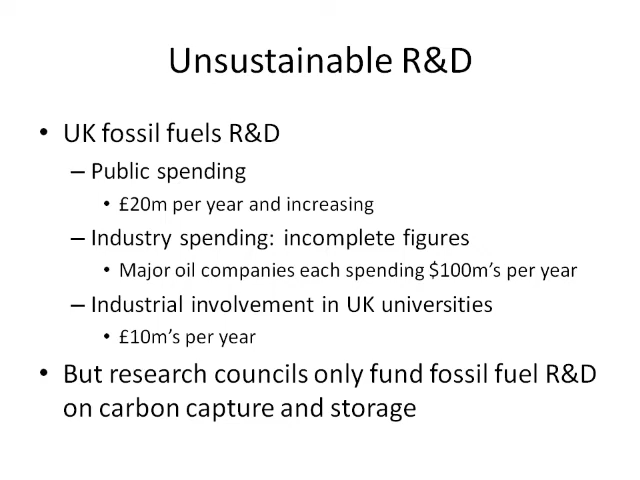 Unsustainable R&D
• UK fossil fuels R&D
– Public spending
• £20m per year and increasing
– Industry spending: incomplete figures
• Major oil companies each spending $100m's per year
– Industrial involvement in UK universities
• £10m's per year
• But research councils only fund fossil fuel R&D
on carbon capture and storage